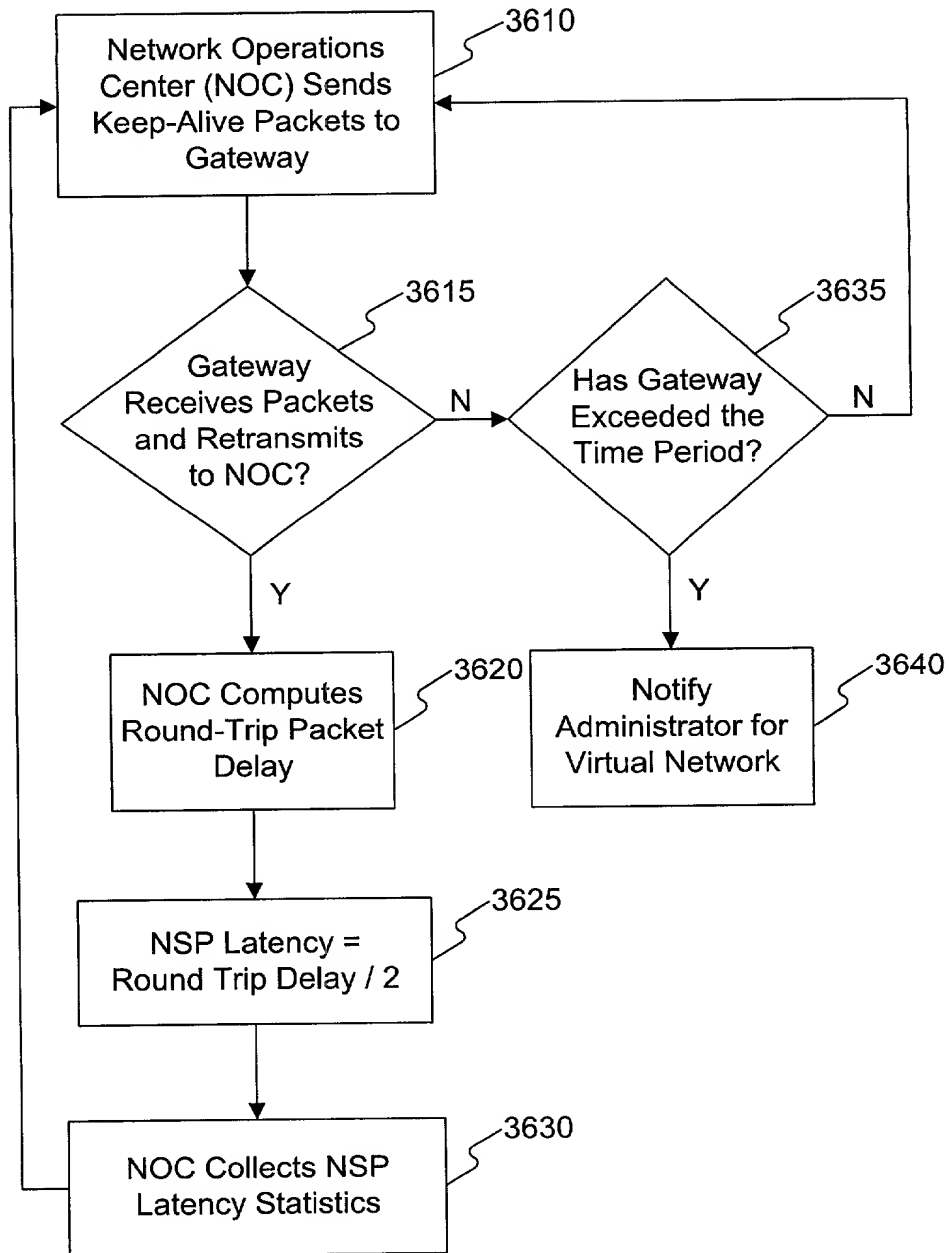 3610
Network Operations
Center (NOC) Sends
Keep-Alive Packets to
Gateway
3615
Gateway
Receives Packets
and Retransmits
to NOC?
N
Y
3635
Has Gateway
Exceeded the
Time Period?
N
Y
3620
NOC Computes
Round-Trip Packet
Delay
3640
Notify
Administrator for
Virtual Network
3625
NSP Latency =
Round Trip Delay / 2
3630
NOC Collects NSP
Latency Statistics